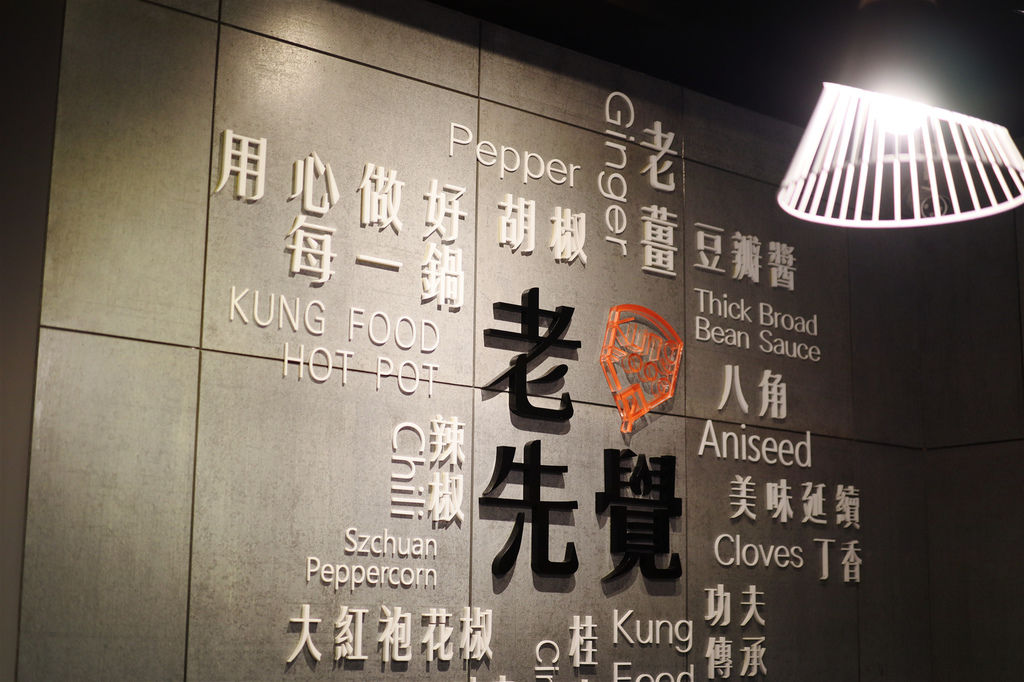 用心做好
每一鍋
KUNG FOOD
HOT POT
Pepper
胡椒
Ginger
老薑
豆瓣醬
Thick Broad
Bean Sauce
八角
Aniseed
美味延續
Cloves 丁香
老
先覺
辣椒
Chili
Szchuan
Peppercorn
大紅袍花椒
桂
Kung
Food
功夫
傳承